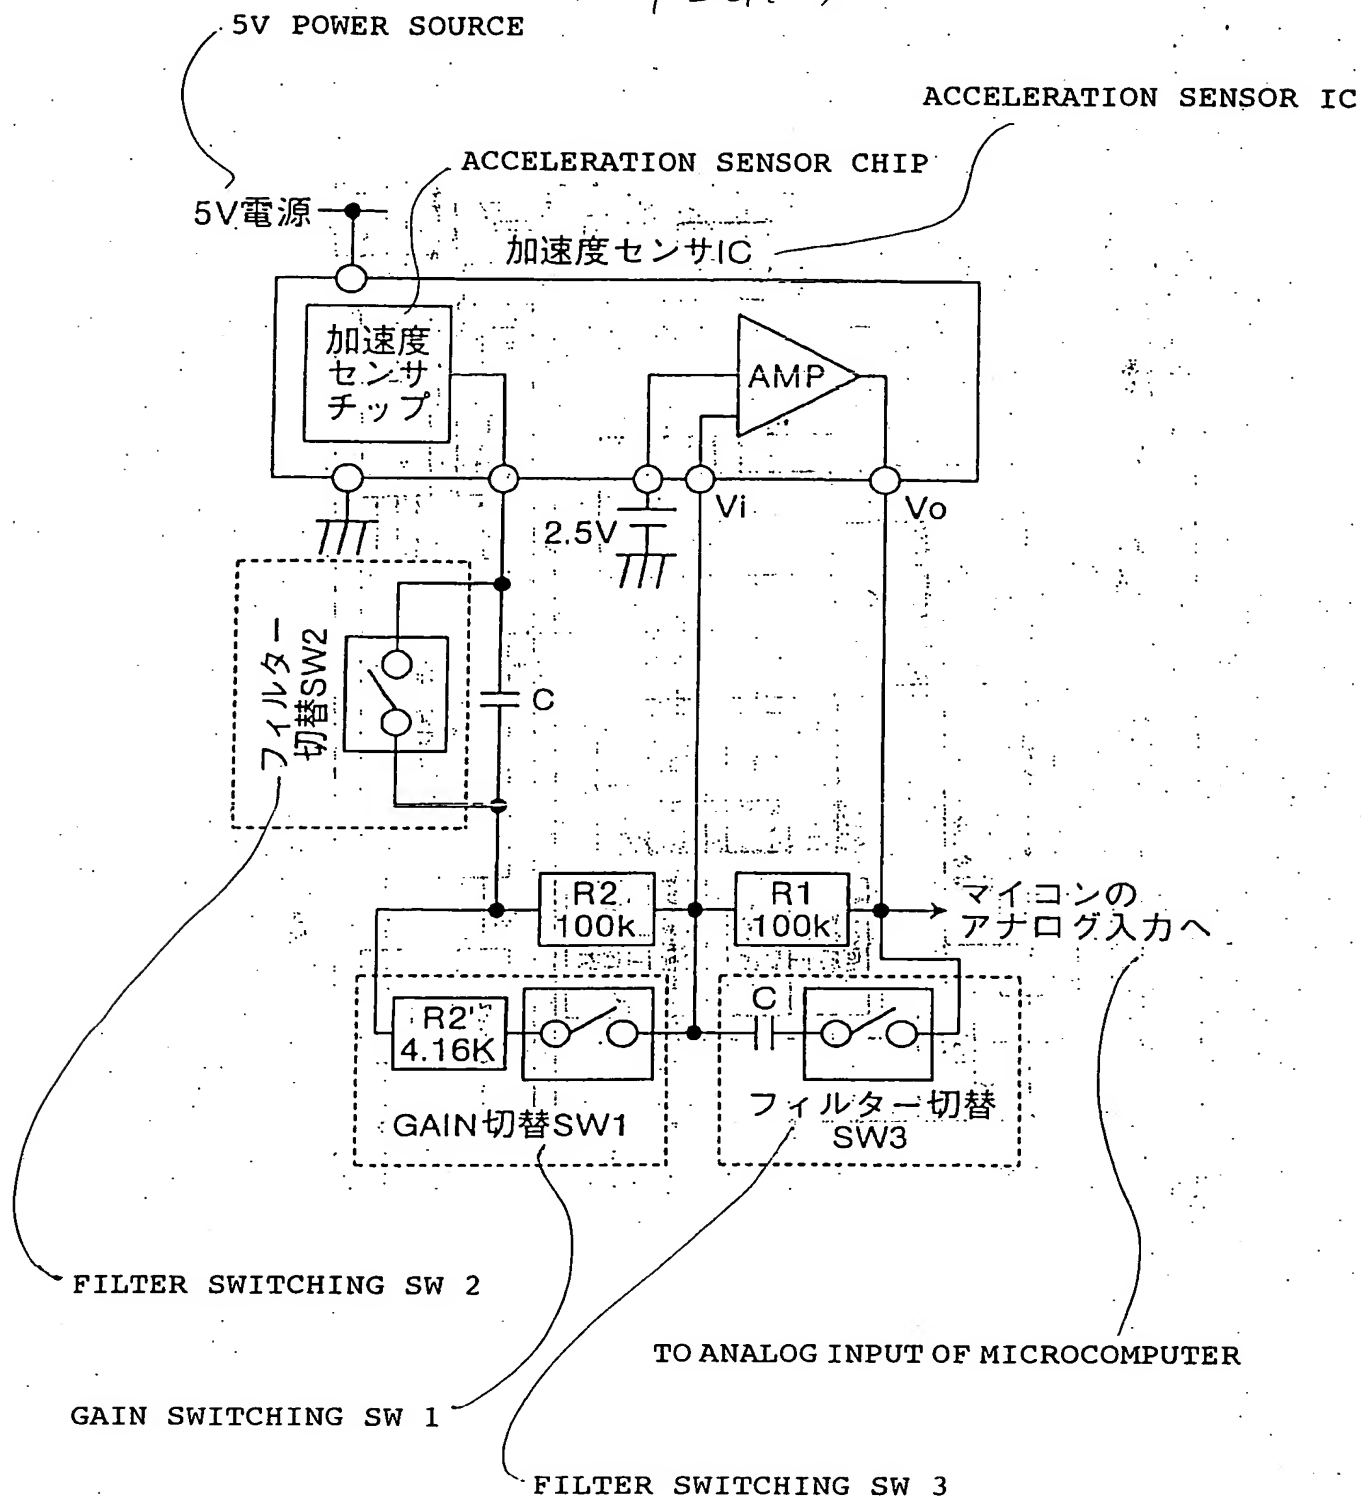 5V POWER SOURCE
ACCELERATION SENSOR IC
ACCELERATION SENSOR CHIP
5V電源
加速度センサIC
加速度
センサ
チップ
AMP
Vi
Vo
2.5V
フィルター
切替SW2
C
R2
100k
R1
100k
マイコンの
アナログ入力へ
R2'
4.16K
C
GAIN切替SW1
フィルター切替
SW3
FILTER SWITCHING SW 2
TO ANALOG INPUT OF MICROCOMPUTER
GAIN SWITCHING SW 1
FILTER SWITCHING SW 3